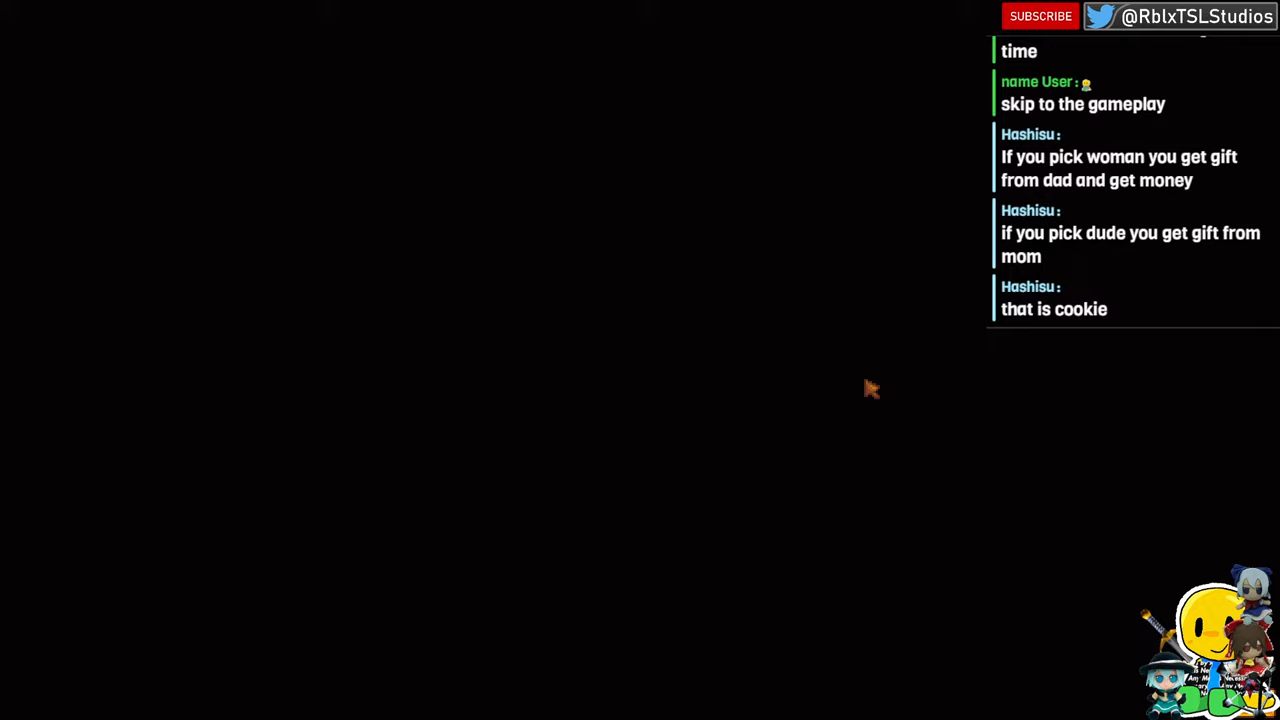 SUBSCRIBE
@RblxTSLStudios
time
name User :
skip to the gameplay
Hashisu :
If you pick woman you get gift
from dad and get money
Hashisu :
if you pick dude you get gift from
mom
Hashisu :
that is cookie